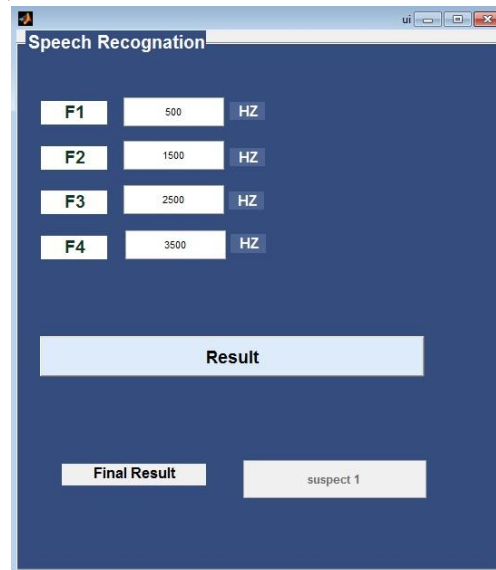 ui
Speech Recognation
F1 500 HZ
F2 1500 HZ
F3 2500 HZ
F4 3500 HZ
Result
Final Result suspect 1